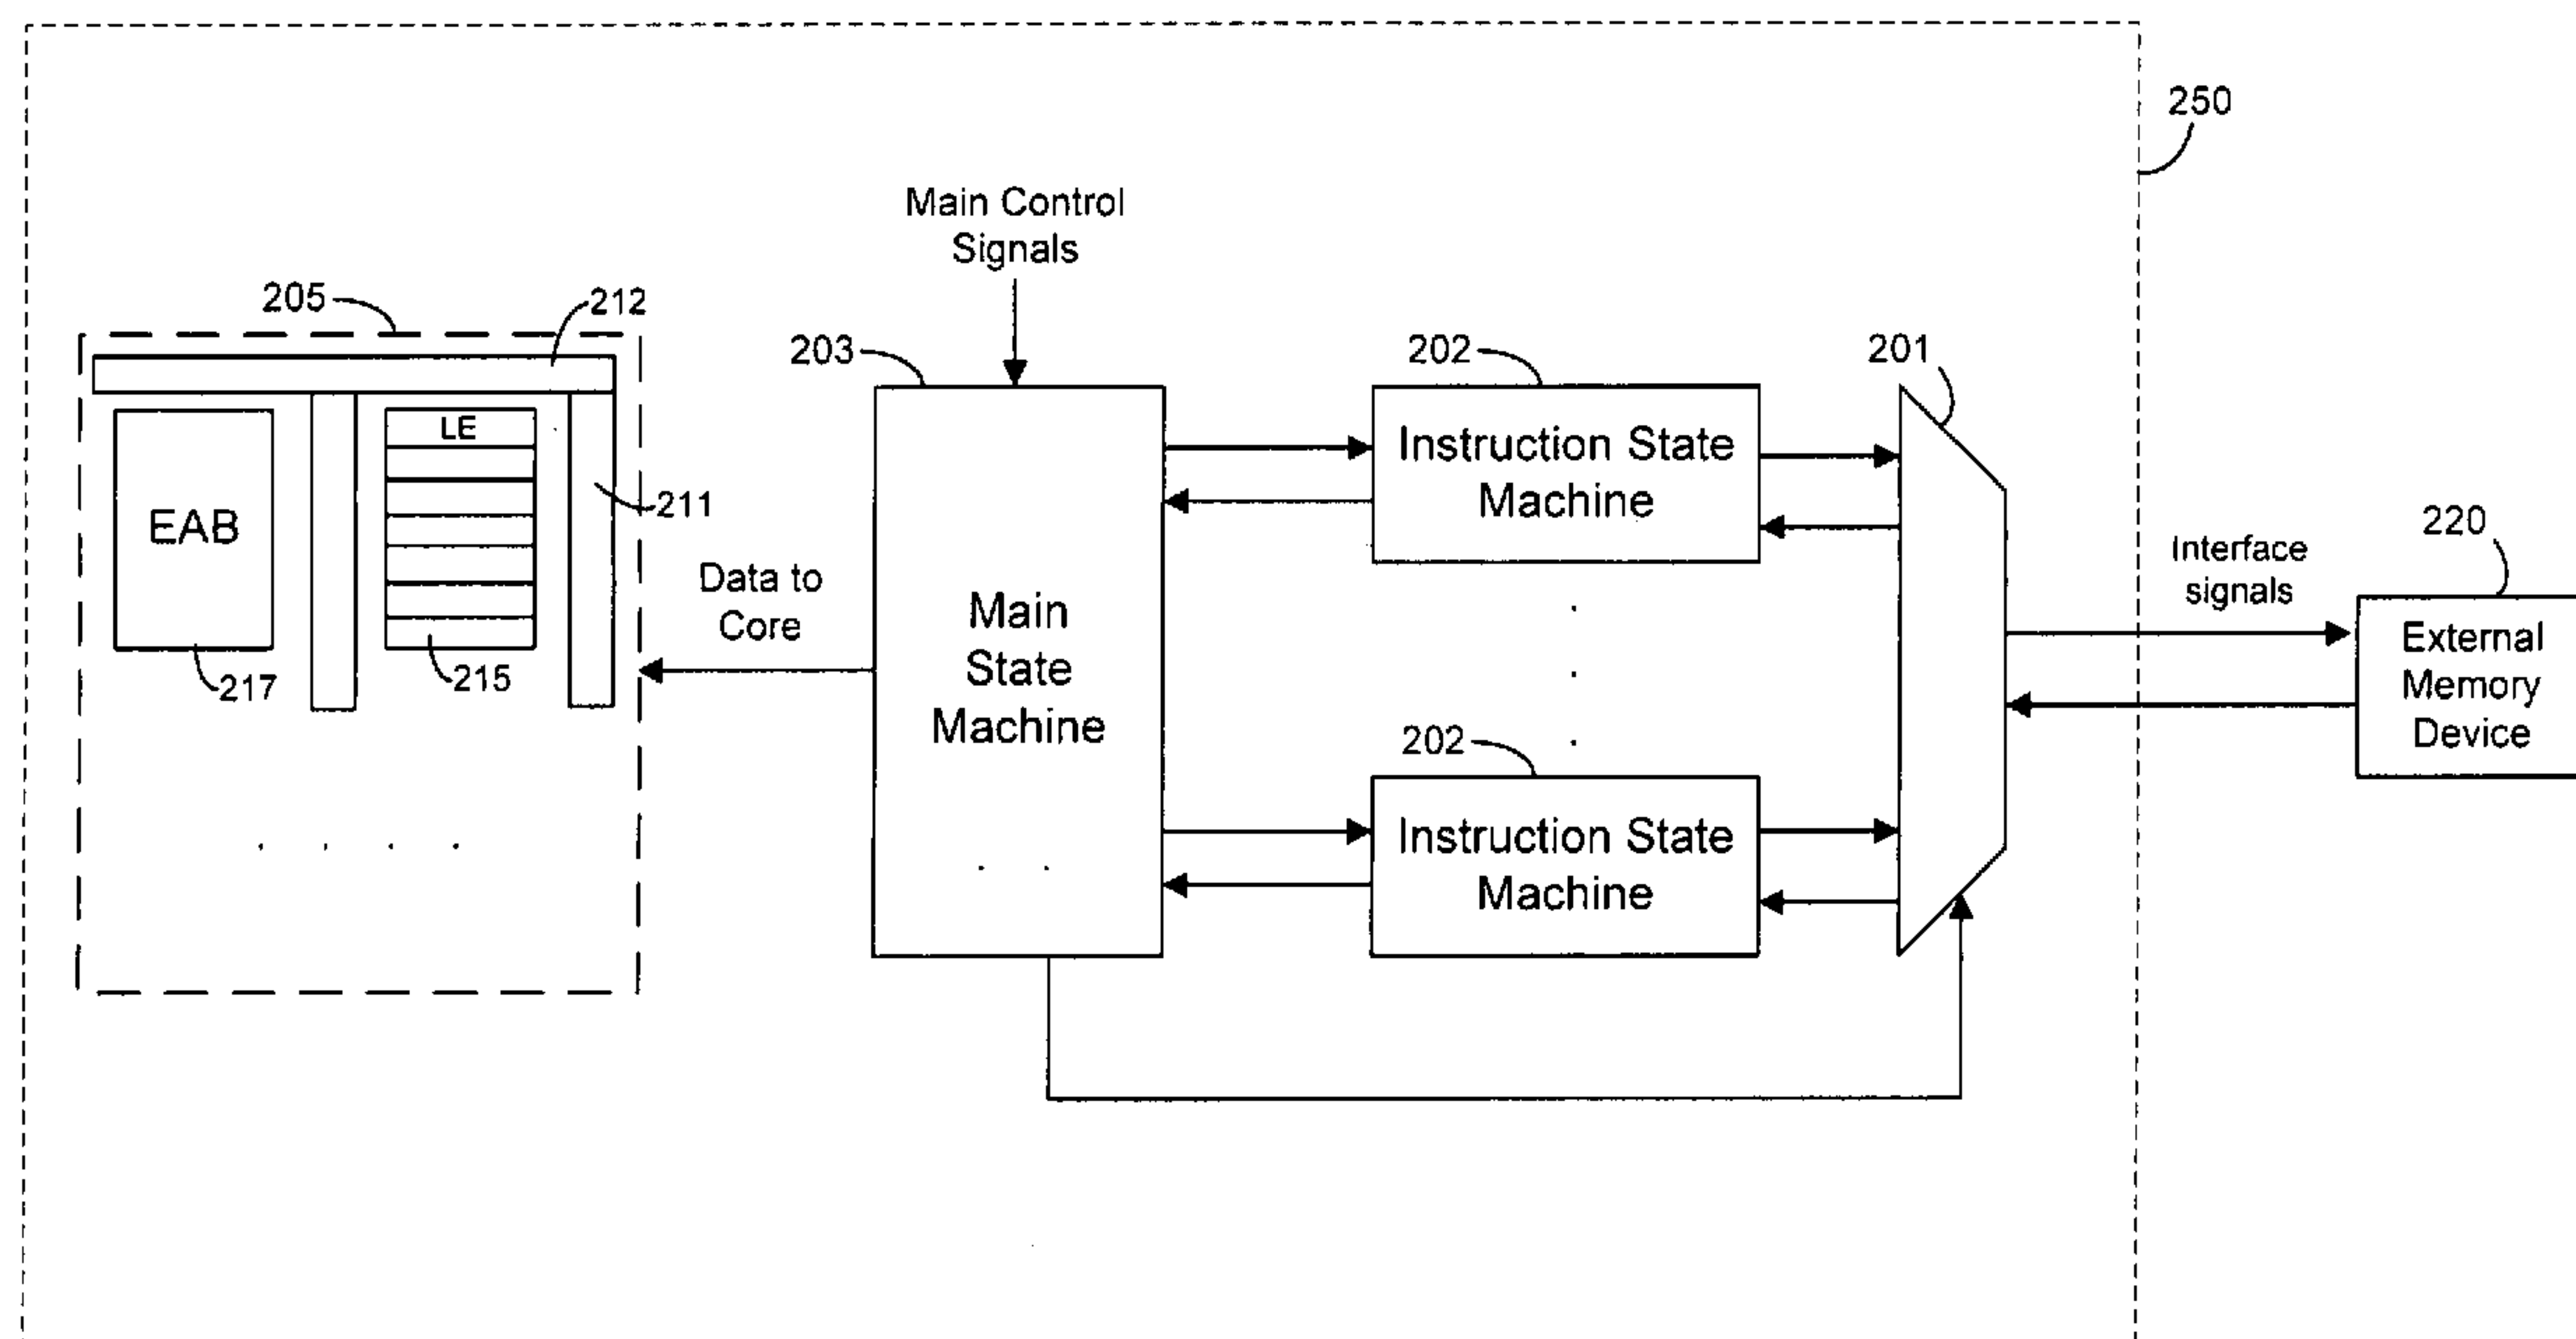 250
Main Control
Signals
205
212
203
202
201
LE
Instruction State
Machine
211
EAB
220
Interface
signals
Data to
Core
Main
State
Machine
External
Memory
Device
217
215
202
Instruction State
Machine